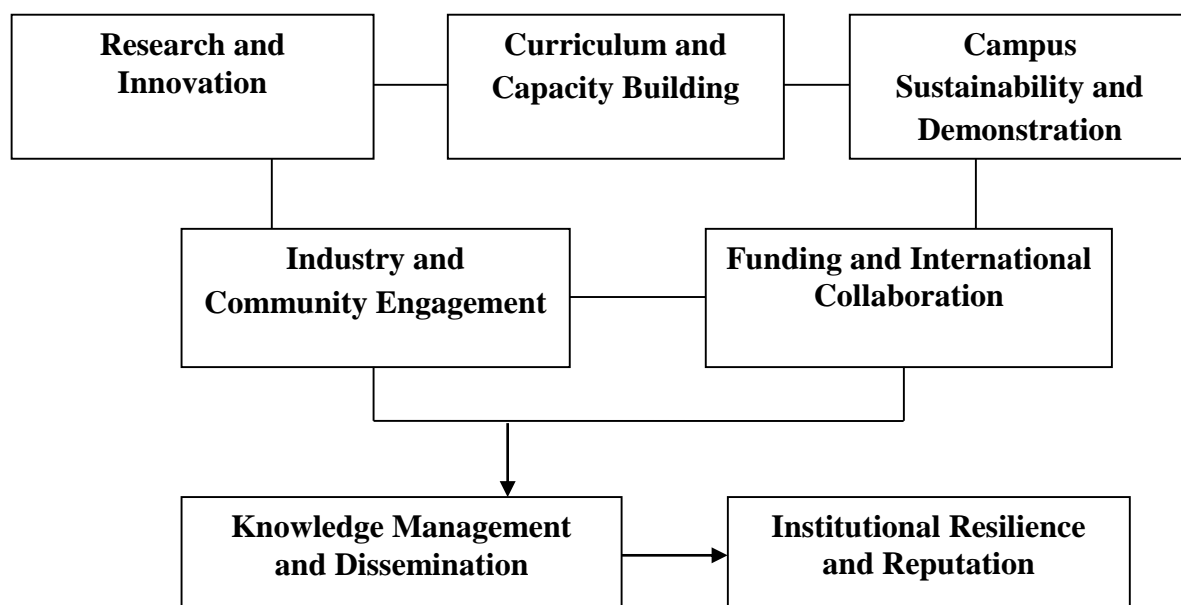 Research and
Innovation
Curriculum and
Capacity Building
Campus
Sustainability and
Demonstration
Industry and
Community Engagement
Funding and International
Collaboration
Knowledge Management
and Dissemination
Institutional Resilience
and Reputation